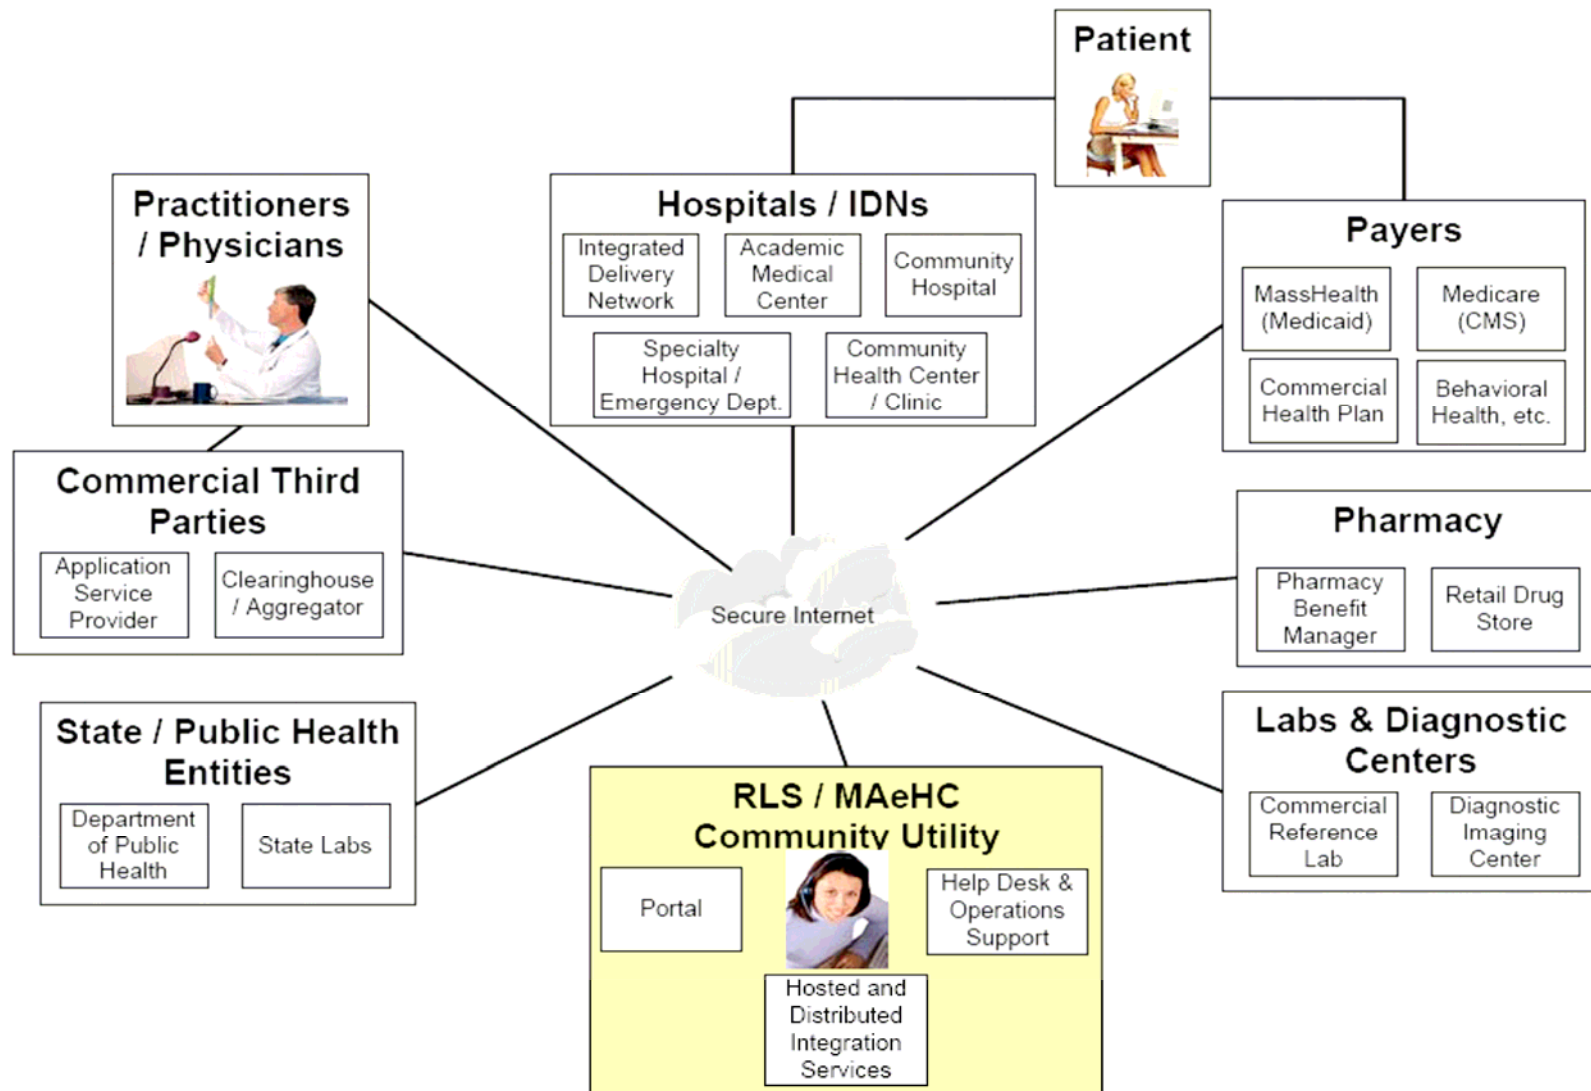 Patient
Practitioners
/ Physicians
Hospitals / IDNs
Integrated
Delivery
Network
Academic
Medical
Center
Community
Hospital
Specialty
Hospital /
Emergency Dept.
Community
Health Center
/ Clinic
Payers
MassHealth
(Medicaid)
Medicare
(CMS)
Commercial
Health Plan
Behavioral
Health, etc.
Commercial Third
Parties
Application
Service
Provider
Clearinghouse
/ Aggregator
Secure Internet
Pharmacy
Pharmacy
Benefit
Manager
Retail Drug
Store
State / Public Health
Entities
Department
of Public
Health
State Labs
RLS / MAeHC
Community Utility
Portal
Help Desk &
Operations
Support
Hosted and
Distributed
Integration
Services
Labs & Diagnostic
Centers
Commercial
Reference
Lab
Diagnostic
Imaging
Center